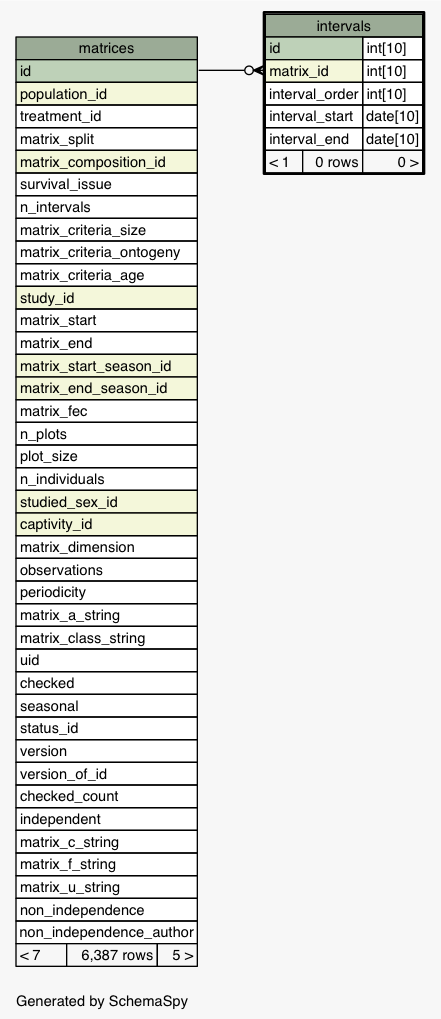 matrices
id
population_id
treatment_id
matrix_split
matrix_composition_id
survival_issue
n_intervals
matrix_criteria_size
matrix_criteria_ontogeny
matrix_criteria_age
study_id
matrix_start
matrix_end
matrix_start_season_id
matrix_end_season_id
matrix_fec
n_plots
plot_size
n_individuals
studied_sex_id
captivity_id
matrix_dimension
observations
periodicity
matrix_a_string
matrix_class_string
uid
checked
seasonal
status_id
version
version_of_id
checked_count
independent
matrix_c_string
matrix_f_string
matrix_u_string
non_independence
non_independence_author
< 7 6,387 rows 5 >
intervals
id int[10]
matrix_id int[10]
interval_order int[10]
interval_start date[10]
interval_end date[10]
< 1 0 rows 0 >
Generated by SchemaSpy